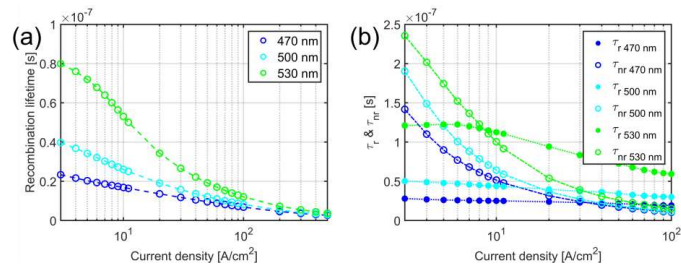 (a)
×10-7
Recombination lifetime [s]
1
0.8
0.6
0.4
0.2
0
470 nm
500 nm
530 nm
10¹
10²
Current density [A/cm²]
(b)
×10-7
τr & τnr [s]
2.5
2
1.5
1
0.5
0
τr 470 nm
τnr 470 nm
τr 500 nm
τnr 500 nm
τr 530 nm
τnr 530 nm
10¹
10²
Current density [A/cm²]